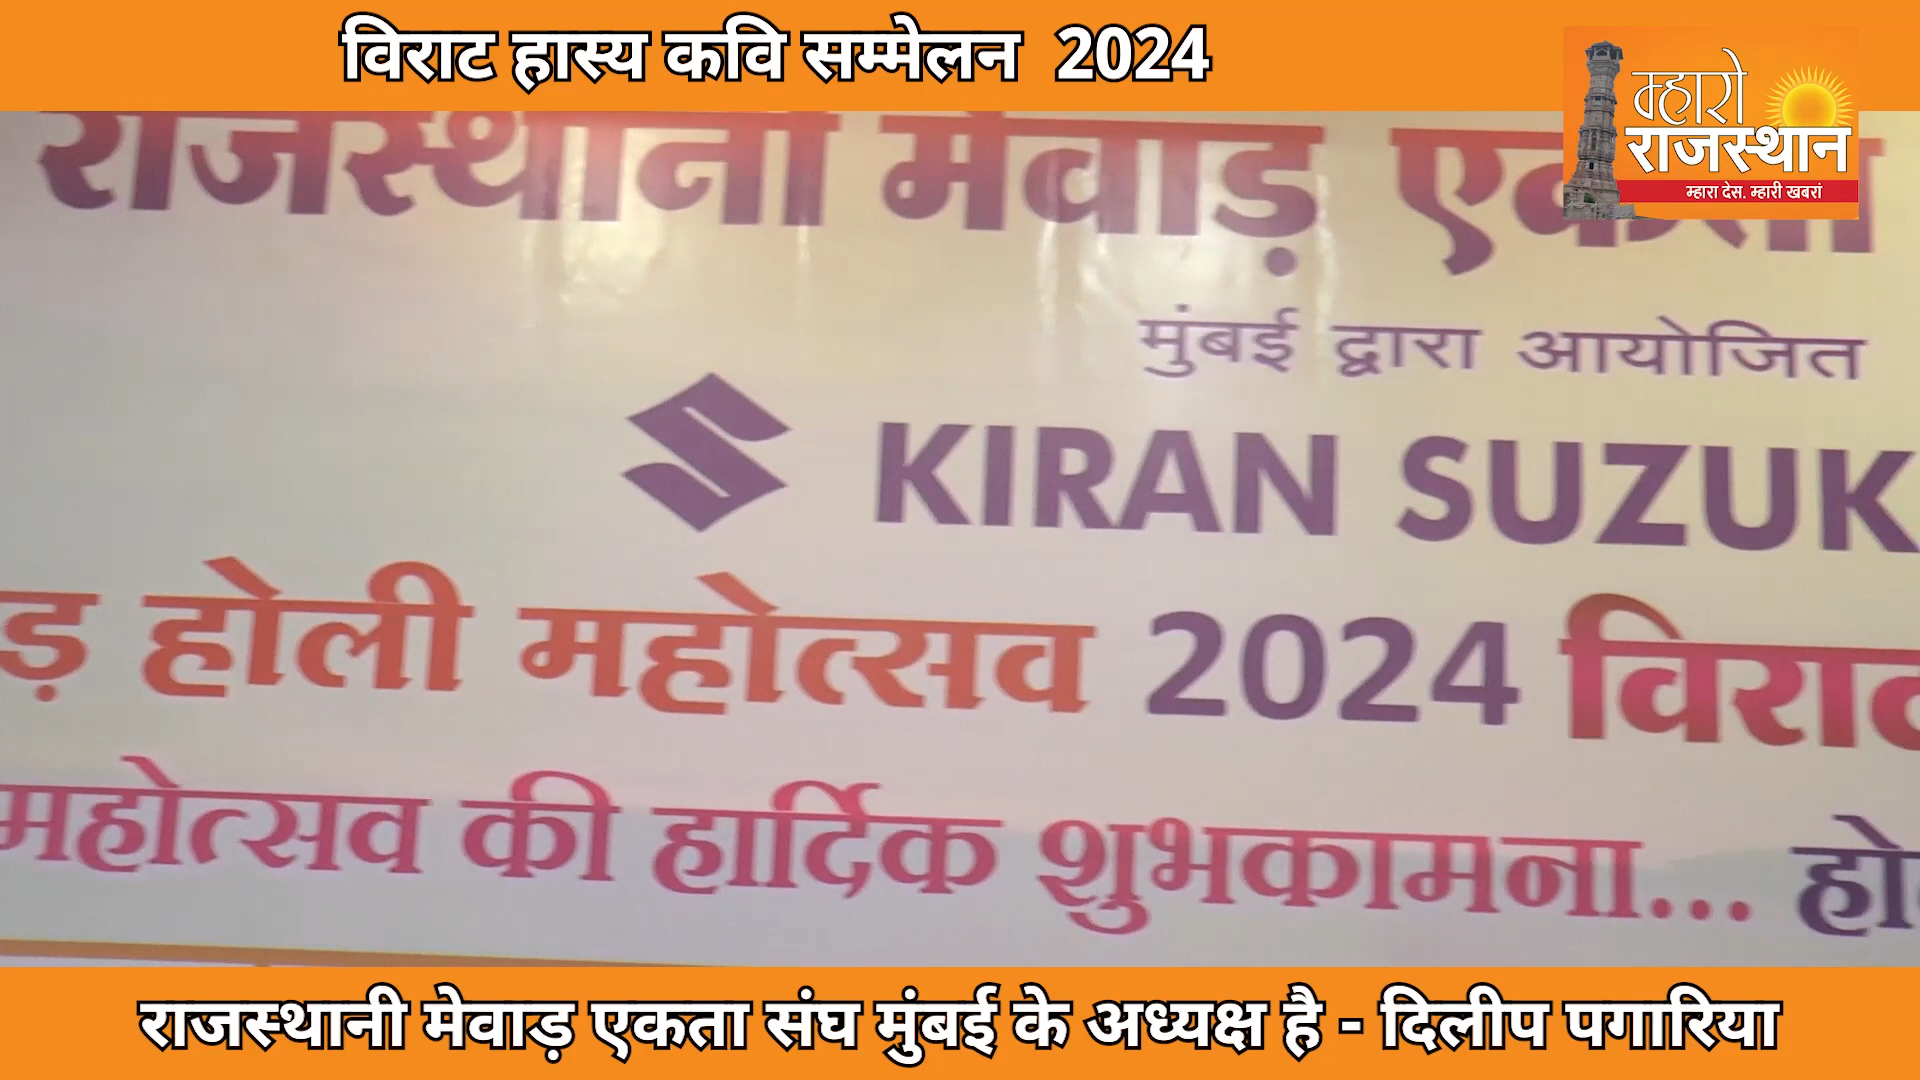 विराट हास्य कवि सम्मेलन 2024
म्हारो
राजस्थान
म्हारा देस. म्हारी खबरां
राजस्थानी मेवाड़ एकता
मुंबई द्वारा आयोजित
KIRAN SUZUK
ड़ होली महोत्सव 2024 विराट
महोत्सव की हार्दिक शुभकामना... हो
राजस्थानी मेवाड़ एकता संघ मुंबई के अध्यक्ष है - दिलीप पगारिया